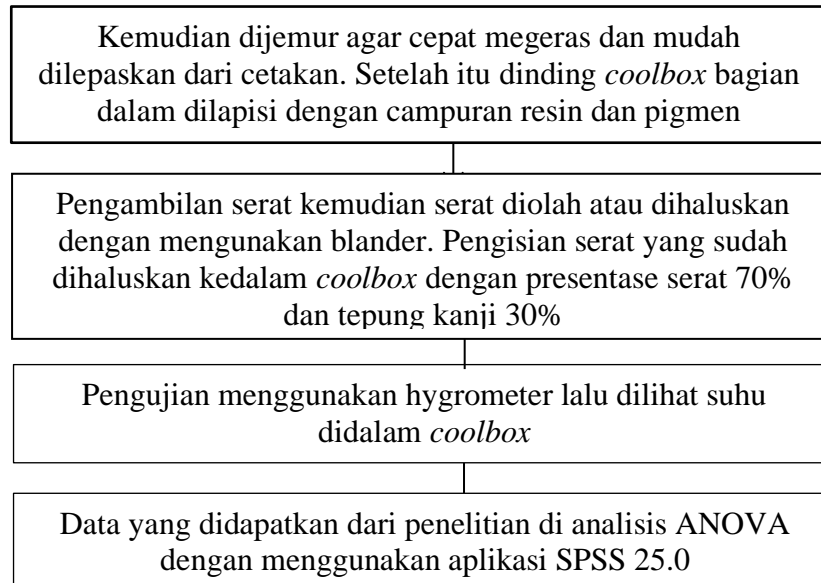 Kemudian dijemur agar cepat megeras dan mudah
dilepaskan dari cetakan. Setelah itu dinding coolbox bagian
dalam dilapisi dengan campuran resin dan pigmen
Pengambilan serat kemudian serat diolah atau dihaluskan
dengan mengunakan blander. Pengisian serat yang sudah
dihaluskan kedalam coolbox dengan presentase serat 70%
dan tepung kanji 30%
Pengujian menggunakan hygrometer lalu dilihat suhu
didalam coolbox
Data yang didapatkan dari penelitian di analisis ANOVA
dengan menggunakan aplikasi SPSS 25.0